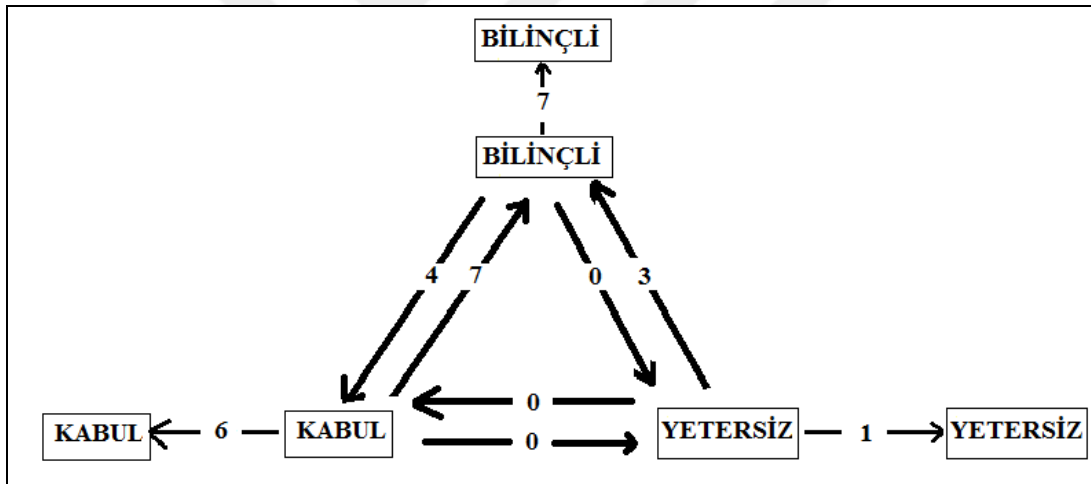 BİLİNÇLİ
7
BİLİNÇLİ
4 7 0 3
0
KABUL 6 KABUL YETERSİZ 1 YETERSİZ
0